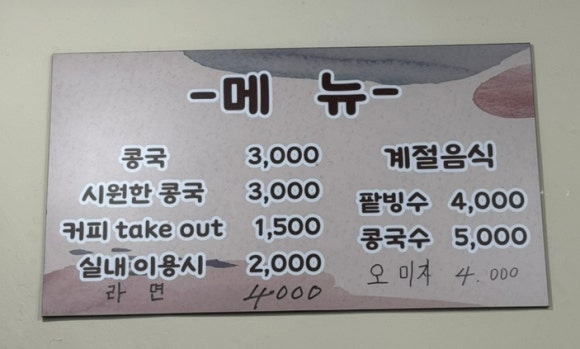 -메 뉴-
콩국 3,000
시원한 콩국 3,000
커피 take out 1,500
실내 이용시 2,000
라 면 4000
계절음식
팥빙수 4,000
콩국수 5,000
오 미자 4.000